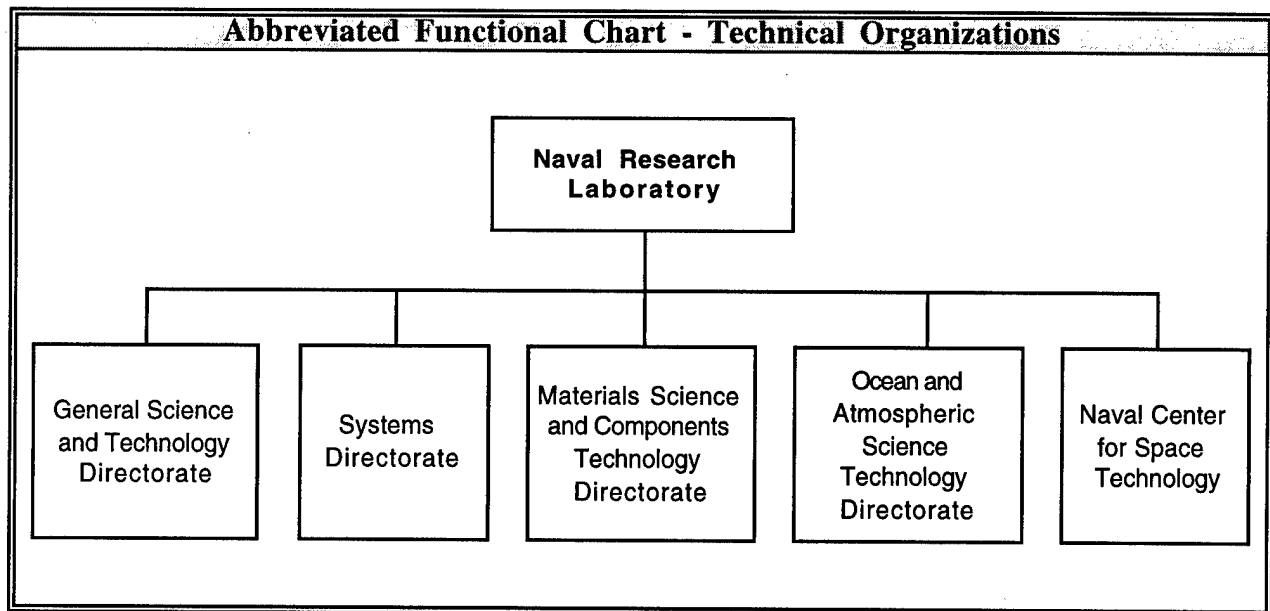 Abbreviated Functional Chart - Technical Organizations
Naval Research
Laboratory
General Science
and Technology
Directorate
Systems
Directorate
Materials Science
and Components
Technology
Directorate
Ocean and
Atmospheric
Science
Technology
Directorate
Naval Center
for Space
Technology